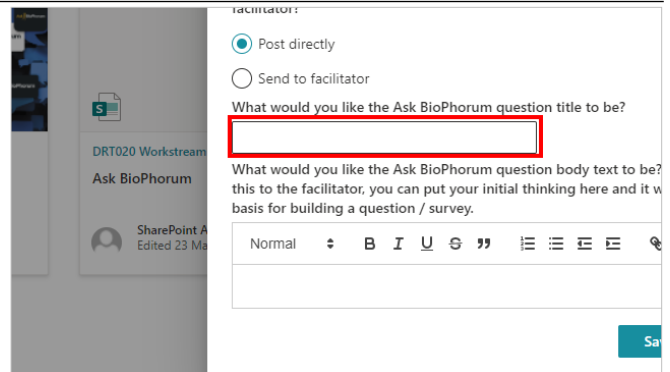 facilitator?
Post directly
Send to facilitator
What would you like the Ask BioPhorum question title to be?
DRT020 Workstream
Ask BioPhorum
SharePoint A
Edited 23 Ma
What would you like the Ask BioPhorum question body text to be?
this to the facilitator, you can put your initial thinking here and it w
basis for building a question / survey.
Normal B I U S
Sav